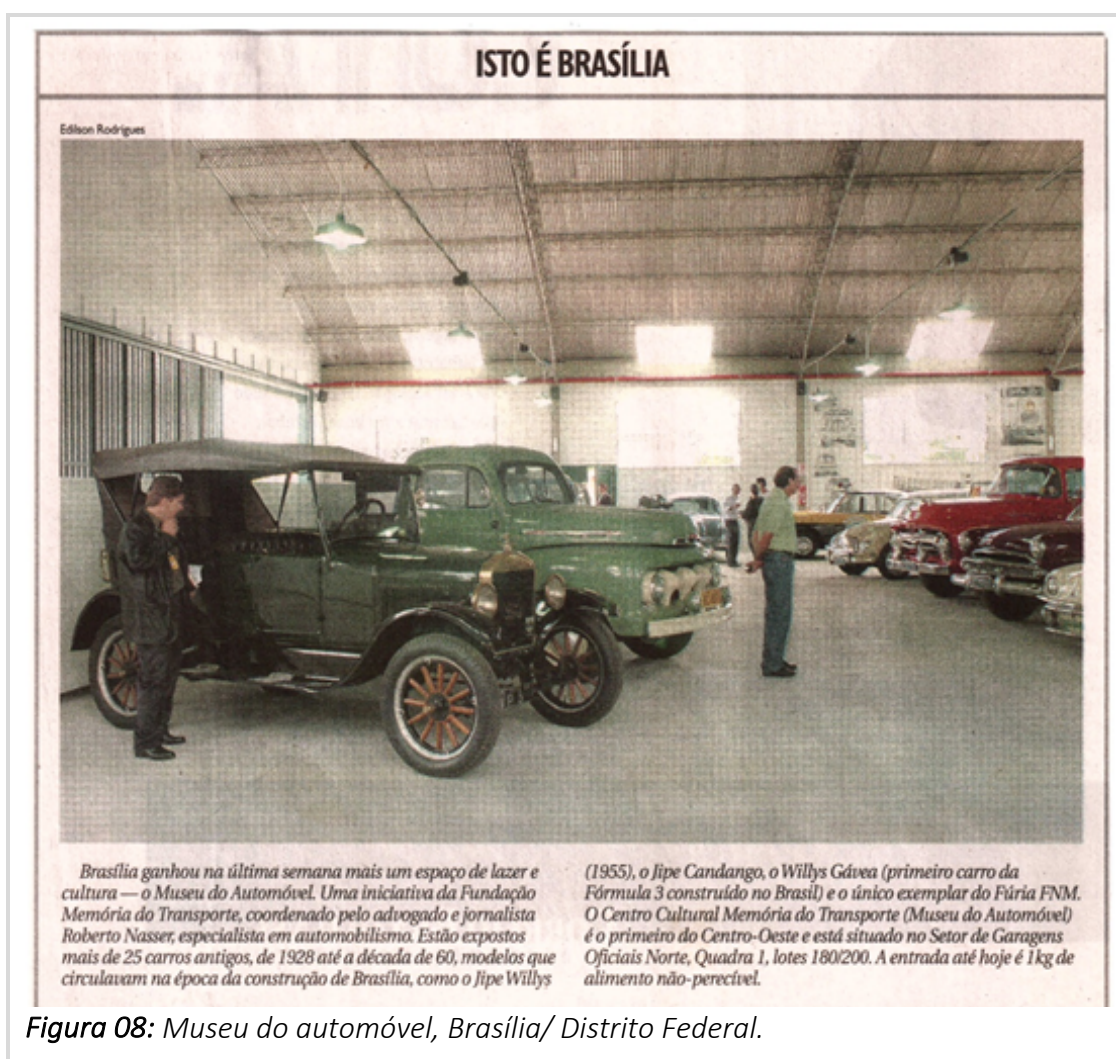 ISTO É BRASÍLIA
Edilson Rodrigues
Brasília ganhou na última semana mais um espaço de lazer e
cultura — o Museu do Automóvel. Uma iniciativa da Fundação
Memória do Transporte, coordenado pelo advogado e jornalista
Roberto Nasser, especialista em automobilismo. Estão expostos
mais de 25 carros antigos, de 1928 até a década de 60, modelos que
circulavam na época da construção de Brasília, como o Jipe Willys
(1955), o Jipe Candango, o Willys Gávea (primeiro carro da
Fórmula 3 construído no Brasil) e o único exemplar do Fúria FNM.
O Centro Cultural Memória do Transporte (Museu do Automóvel)
é o primeiro do Centro-Oeste e está situado no Setor de Garagens
Oficiais Norte, Quadra 1, lotes 180/200. A entrada até hoje é 1kg de
alimento não-perecível.
Figura 08: Museu do automóvel, Brasília/ Distrito Federal.